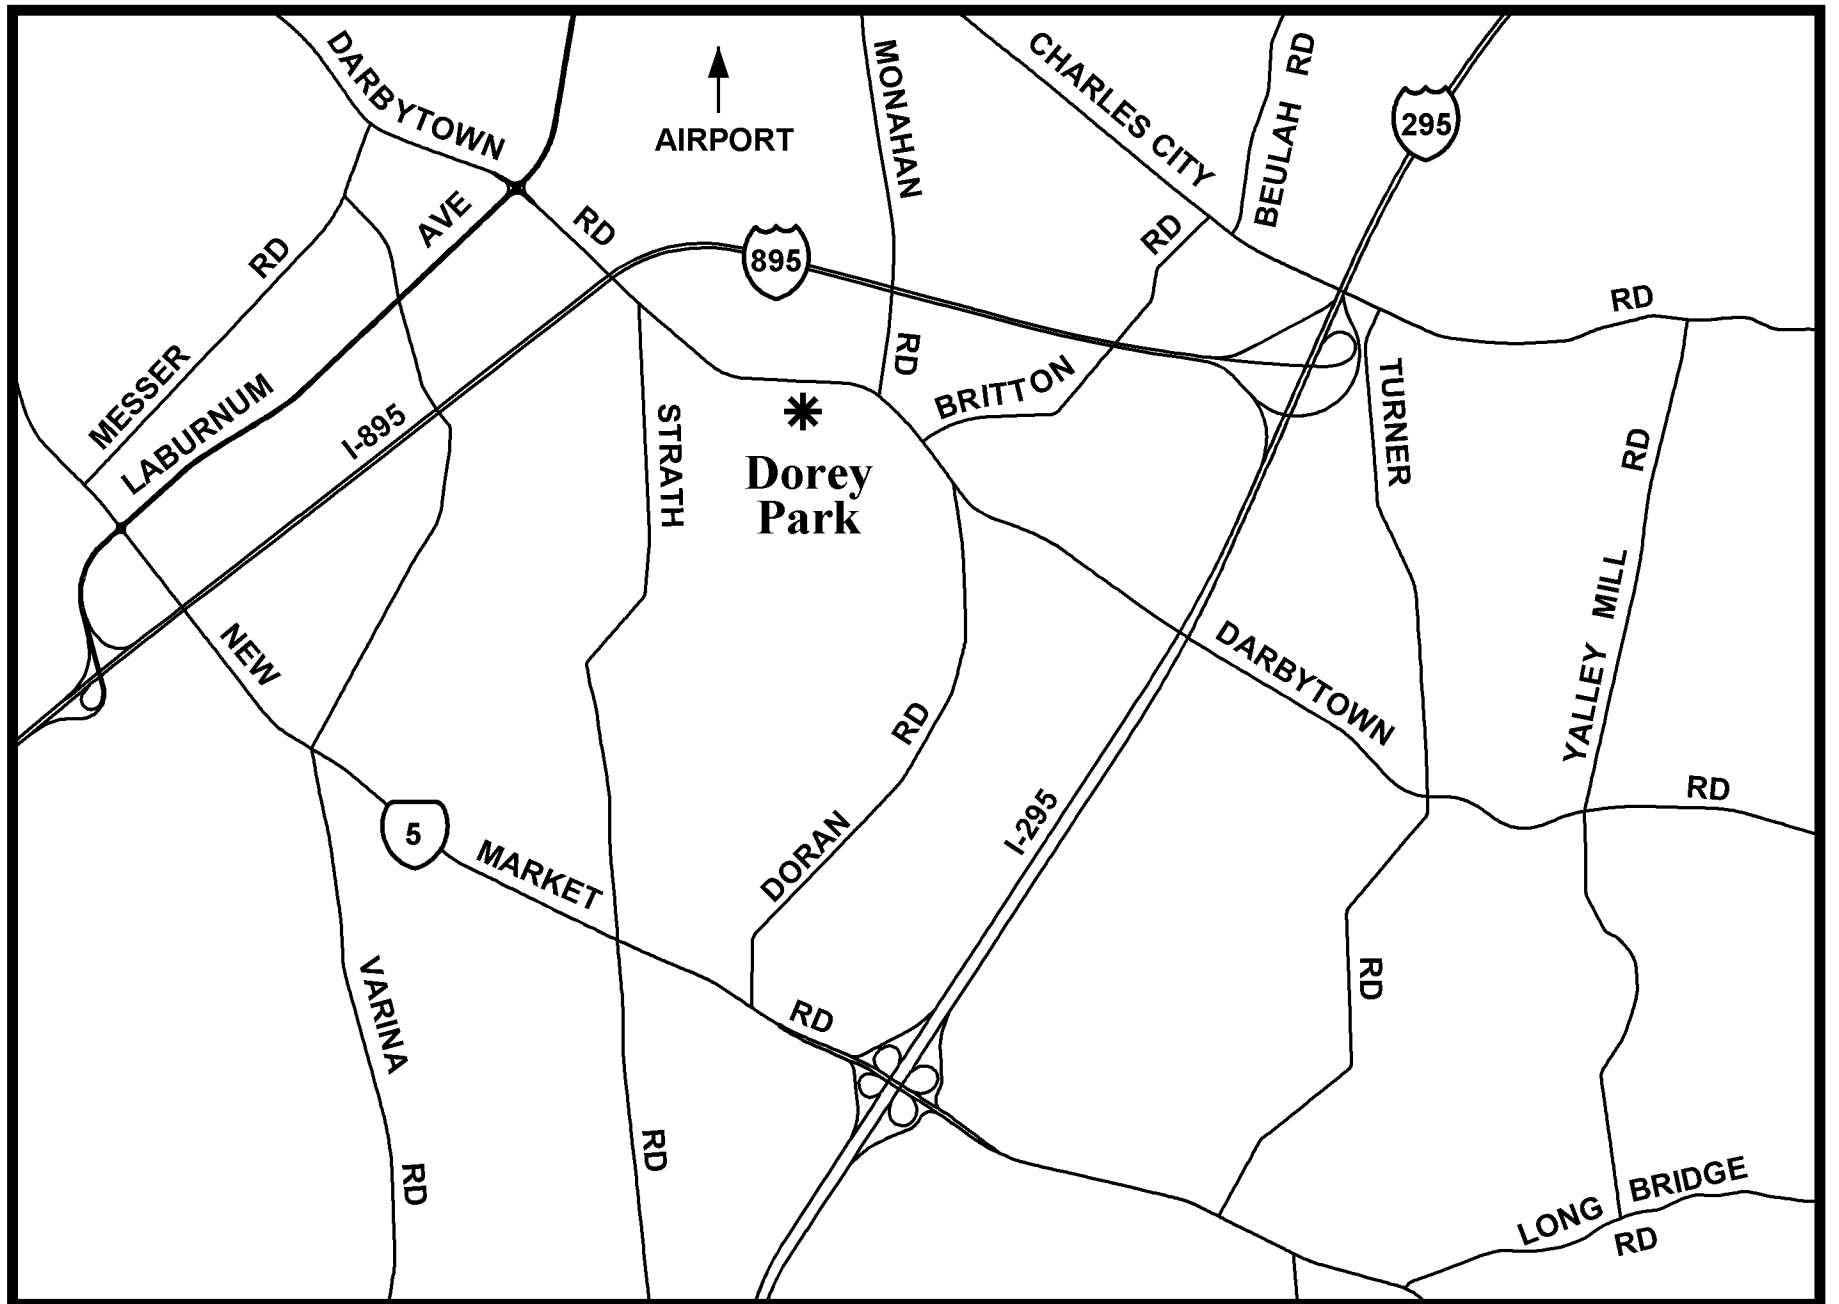 DARBYTOWN
RD
AIRPORT
MONAHAN
RD
CHARLES CITY
RD
BEULAH RD
295
MESSER
RD
LABURNUM
AVE
895
I-895
BRITTON
RD
STRATH
RD
Dorey
Park
TURNER
RD
YALLEY MILL
RD
NEW
MARKET
RD
5
DORAN
RD
I-295
DARBYTOWN
RD
VARINA
RD
LONG BRIDGE
RD